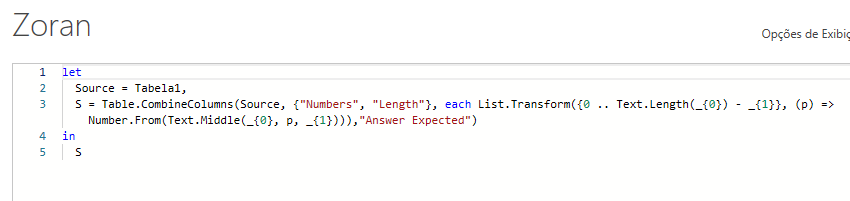 Zoran
Opções de Exibiç
1 let
2 Source = Tabela1,
3 S = Table.CombineColumns(Source, {"Numbers", "Length"}, each List.Transform({0 .. Text.Length(_{0}) - _{1}}, (p) =>
Number.From(Text.Middle(_{0}, p, _{1}))),"Answer Expected")
4 in
5 S